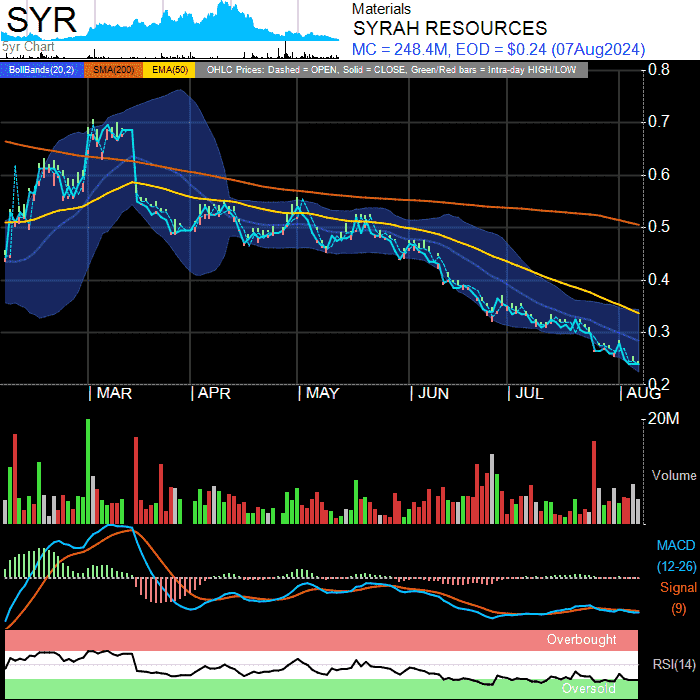 SYR
5yr Chart
Materials
SYRAH RESOURCES
MC = 248.4M, EOD = $0.24 (07Aug2024)
BollBands(20,2) SMA(200) EMA(50) OHLC Prices: Dashed = OPEN, Solid = CLOSE, Green/Red bars = Intra-day HIGH/LOW
0.8
0.7
0.6
0.5
0.4
0.3
0.2
MAR APR MAY JUN JUL AUG
20M
Volume
MACD
(12-26)
Signal
(9)
Overbought
RSI(14)
Oversold